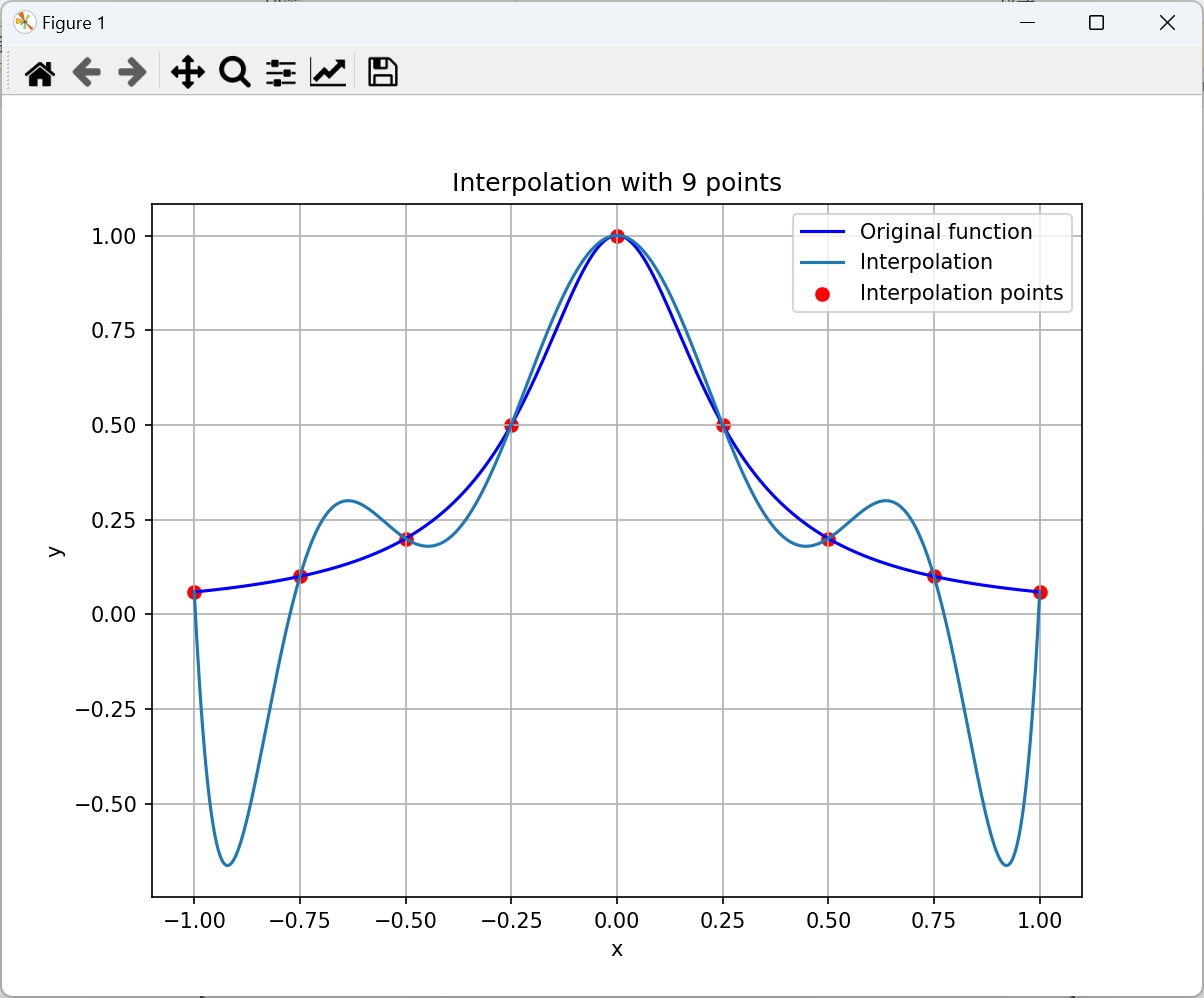 Figure 1
Interpolation with 9 points
Original function
Interpolation
Interpolation points
1.00
0.75
0.50
0.25
0.00
−0.25
−0.50
y
−1.00 −0.75 −0.50 −0.25 0.00 0.25 0.50 0.75 1.00
x